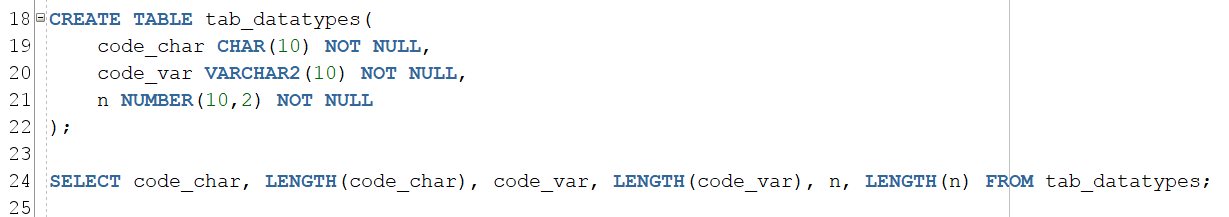 18 CREATE TABLE tab_datatypes(
19     code_char CHAR(10) NOT NULL,
20     code_var VARCHAR2(10) NOT NULL,
21     n NUMBER(10,2) NOT NULL
22 );
23
24 SELECT code_char, LENGTH(code_char), code_var, LENGTH(code_var), n, LENGTH(n) FROM tab_datatypes;
25